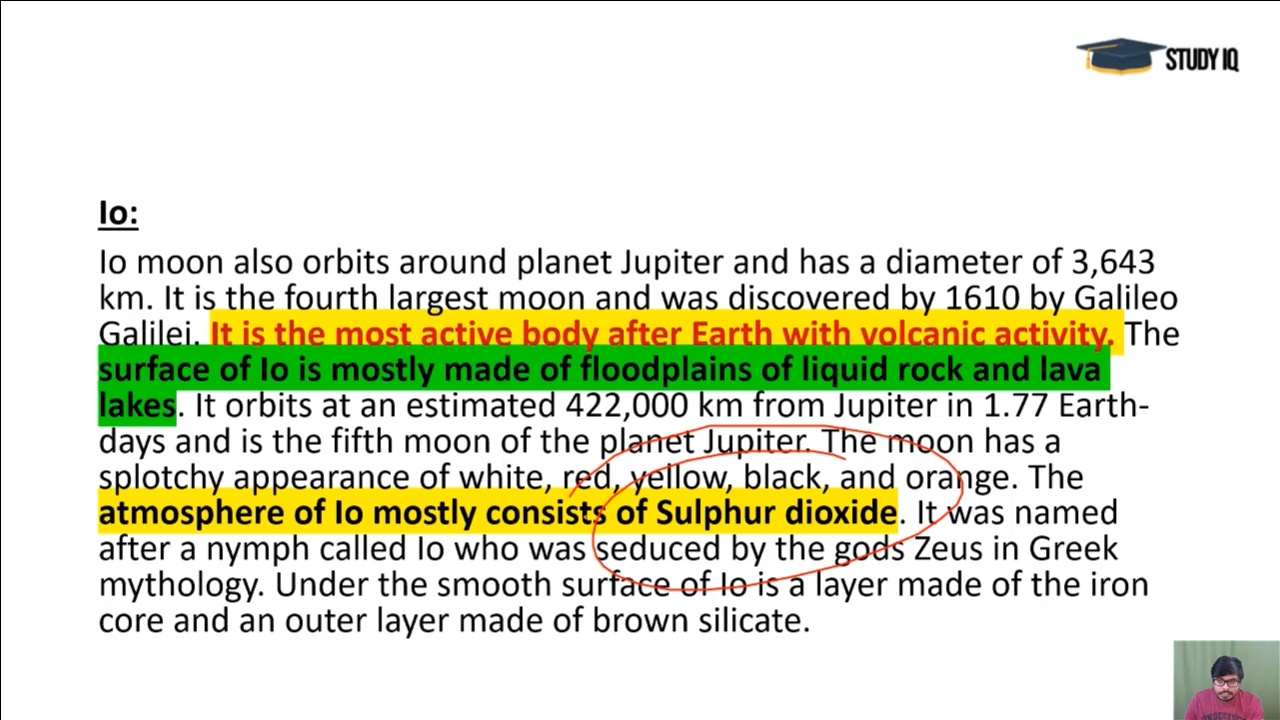 STUDY IQ
Io:
Io moon also orbits around planet Jupiter and has a diameter of 3,643
km. It is the fourth largest moon and was discovered by 1610 by Galileo
Galilei. It is the most active body after Earth with volcanic activity. The
surface of Io is mostly made of floodplains of liquid rock and lava
lakes. It orbits at an estimated 422,000 km from Jupiter in 1.77 Earth-
days and is the fifth moon of the planet Jupiter. The moon has a
splotchy appearance of white, red, yellow, black, and orange. The
atmosphere of Io mostly consists of Sulphur dioxide. It was named
after a nymph called Io who was seduced by the gods Zeus in Greek
mythology. Under the smooth surface of Io is a layer made of the iron
core and an outer layer made of brown silicate.